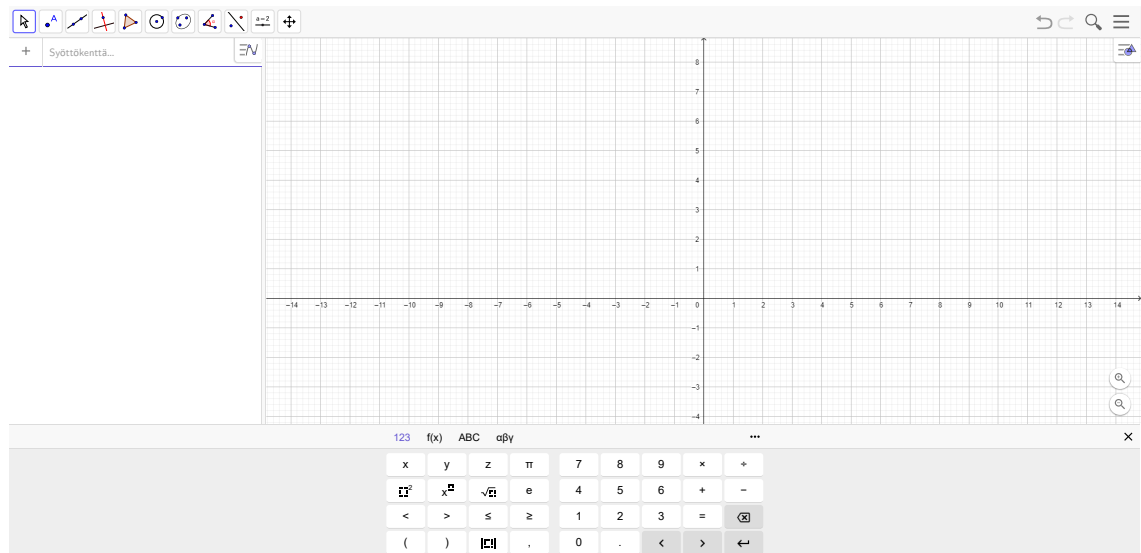 A a=2
+ Syöttökenttä...
8
7
6
5
4
3
2
1
−14 −13 −12 −11 −10 −9 −8 −7 −6 −5 −4 −3 −2 −1 0 1 2 3 4 5 6 7 8 9 10 11 12 13 14
−1
−2
−3
−4
123 f(x) ABC αβγ ...
x y z π 7 8 9 × ÷
□² x□ √□ e 4 5 6 + −
< > ≤ ≥ 1 2 3 =
( ) |□| , 0 . < >